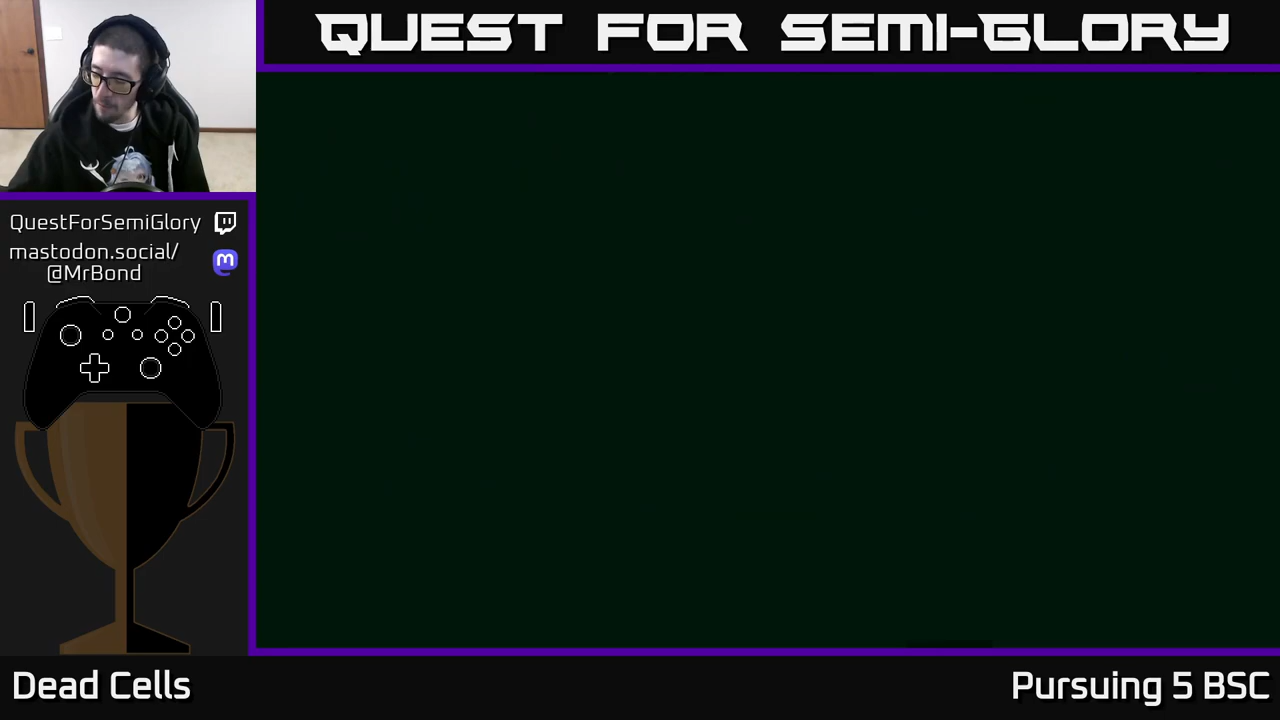 QUEST FOR SEMI-GLORY
QuestForSemiGlory
mastodon.social/
@MrBond
Dead Cells
Pursuing 5 BSC